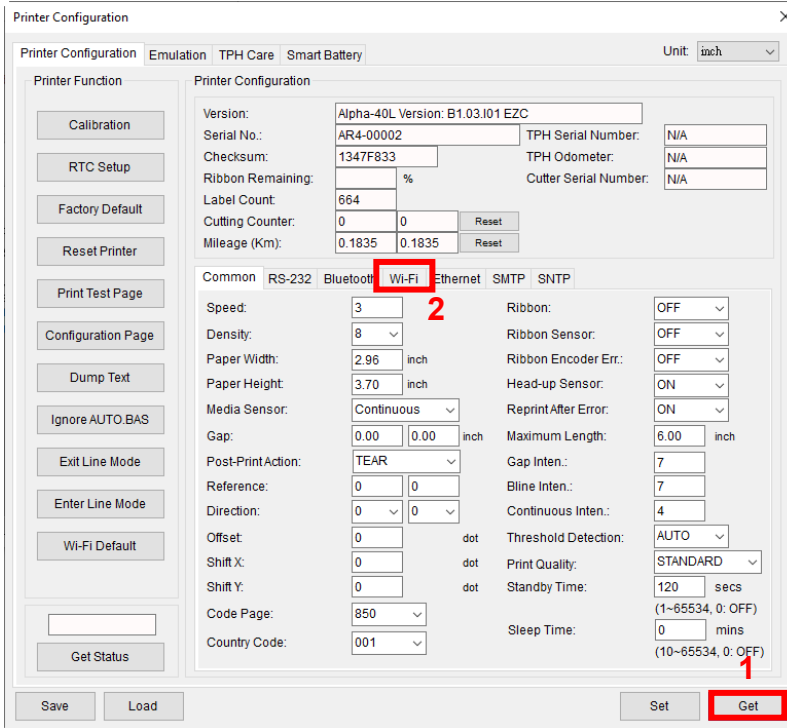 Printer Configuration
Printer Configuration Emulation TPH Care Smart Battery Unit: inch
Printer Function
Calibration
RTC Setup
Factory Default
Reset Printer
Print Test Page
Configuration Page
Dump Text
Ignore AUTO.BAS
Exit Line Mode
Enter Line Mode
Wi-Fi Default
Get Status
Printer Configuration
Version: Alpha-40L Version: B1.03.I01 EZC
Serial No.: AR4-00002 TPH Serial Number: N/A
Checksum: 1347F833 TPH Odometer: N/A
Ribbon Remaining: % Cutter Serial Number: N/A
Label Count: 664
Cutting Counter: 0 0 Reset
Mileage (Km): 0.1835 0.1835 Reset
Common RS-232 Bluetooth Wi-Fi Ethernet SMTP SNTP
2
Speed: 3
Density: 8
Paper Width: 2.96 inch
Paper Height: 3.70 inch
Media Sensor: Continuous
Gap: 0.00 0.00 inch
Post-Print Action: TEAR
Reference: 0 0
Direction: 0 0
Offset: 0 dot
Shift X: 0 dot
Shift Y: 0 dot
Code Page: 850
Country Code: 001
Ribbon: OFF
Ribbon Sensor: OFF
Ribbon Encoder Err.: OFF
Head-up Sensor: ON
Reprint After Error: ON
Maximum Length: 6.00 inch
Gap Inten.: 7
Bline Inten.: 7
Continuous Inten.: 4
Threshold Detection: AUTO
Print Quality: STANDARD
Standby Time: 120 secs
(1~65534, 0: OFF)
Sleep Time: 0 mins
(10~65534, 0: OFF)
1
Save Load Set Get